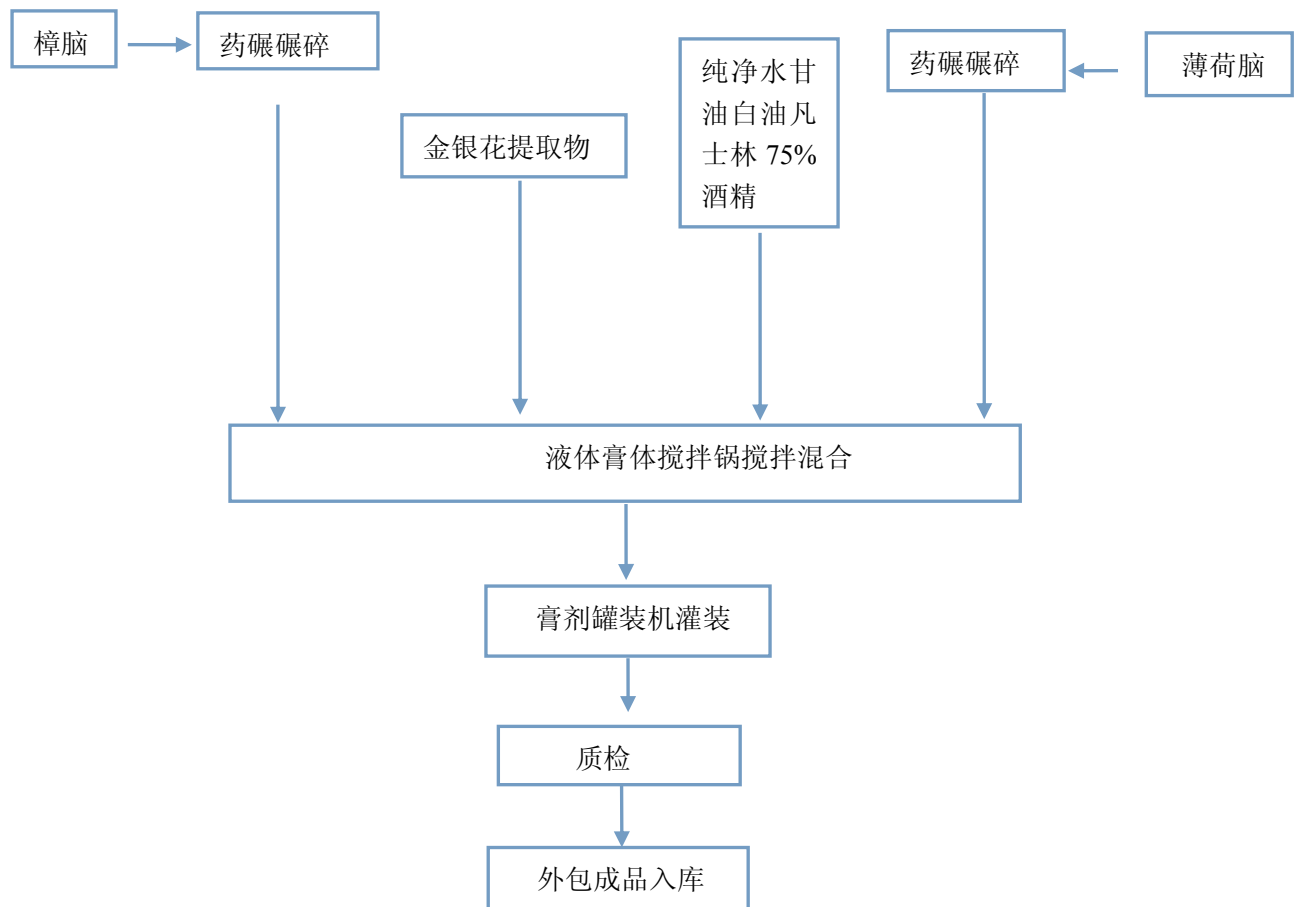 樟脑
药碾碾碎
药碾碾碎
薄荷脑
金银花提取物
纯净水甘
油白油凡
士林 75%
酒精
液体膏体搅拌锅搅拌混合
膏剂罐装机灌装
质检
外包成品入库